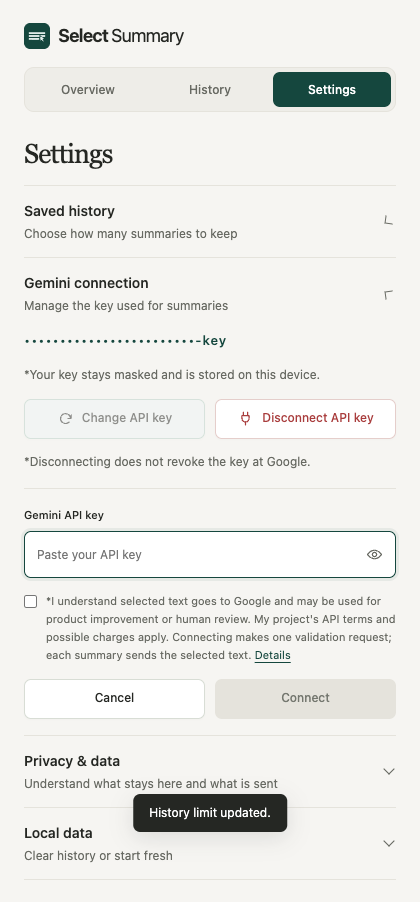 Select Summary
Overview
History
Settings
Settings
Saved history
Choose how many summaries to keep
Gemini connection
Manage the key used for summaries
••••••••••••••••••••••••-key
*Your key stays masked and is stored on this device.
Change API key
Disconnect API key
*Disconnecting does not revoke the key at Google.
Gemini API key
Paste your API key
*I understand selected text goes to Google and may be used for
product improvement or human review. My project's API terms and
possible charges apply. Connecting makes one validation request;
each summary sends the selected text. Details
Cancel
Connect
Privacy & data
Understand what stays here and what is sent
History limit updated.
Local data
Clear history or start fresh